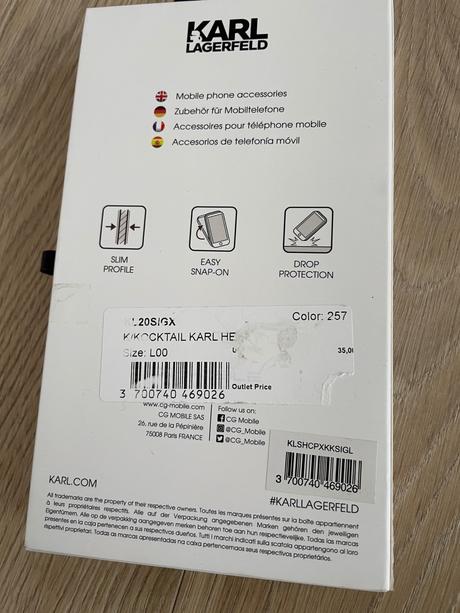 KARL
LAGERFELD
Mobile phone accessories
Zubehör für Mobiltelefone
Accessoires pour téléphone mobile
Accesorios de telefonía móvil
SLIM
PROFILE
EASY
SNAP-ON
DROP
PROTECTION
L20SIGX
Color: 257
K/KOCKTAIL KARL HE
Size: L00
35,0
3 700740 469026
Outlet Price
www.cg-mobile.com
CG MOBILE SAS
26, rue de la Pépinière
75008 Paris FRANCE
Follow us on:
CG Mobile
@CG_Mobile
@CG_Mobile
KLSHCPXKKSIGL
3 700740 469026
KARL.COM
#KARLLAGERFELD
All trademarks are the property of their respective owners. Toutes les marques présentes sur la boîte appartiennent
à leurs propriétaires respectifs. Alle auf der Verpackung angegebenen Marken gehören den jeweiligen
Eigentümern. Alle op de verpakking aangegeven merken behoren toe aan hun respectievelijke. Todas las marcas
presentes en la caja pertenecen a sus respectivos dueños. Tutti i marchi indicati sulla scatola appartengono al loro
rispettivi proprietari. Todas as marcas apresentadas na caixa pertencemaos seus respectivos proprietários.